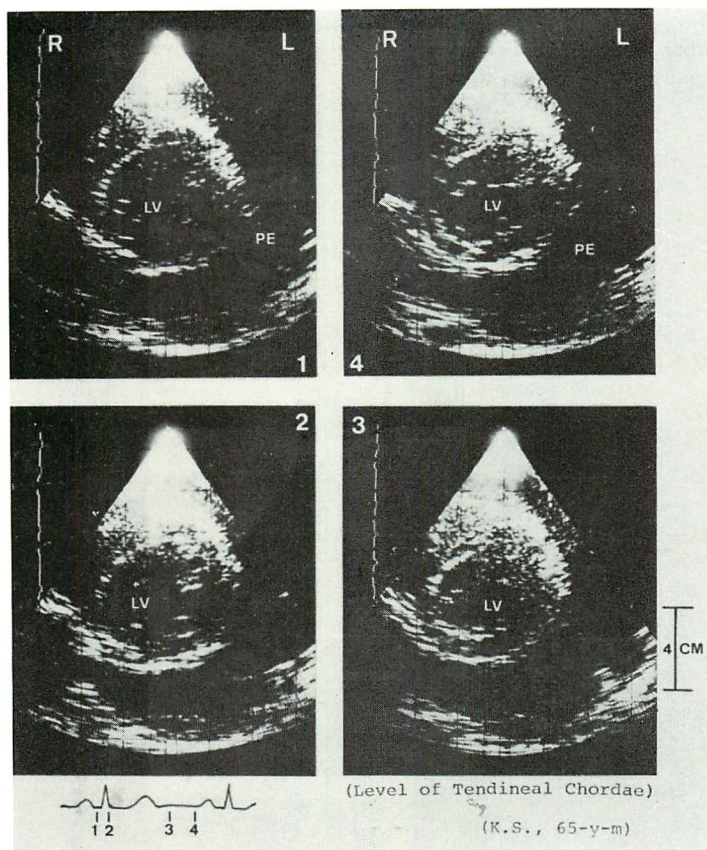 R L
LV
PE
1
R L
LV
PE
4
2
LV
3
LV
4 CM
1 2 3 4
(Level of Tendineal Chordae)
(K.S., 65-y-m)